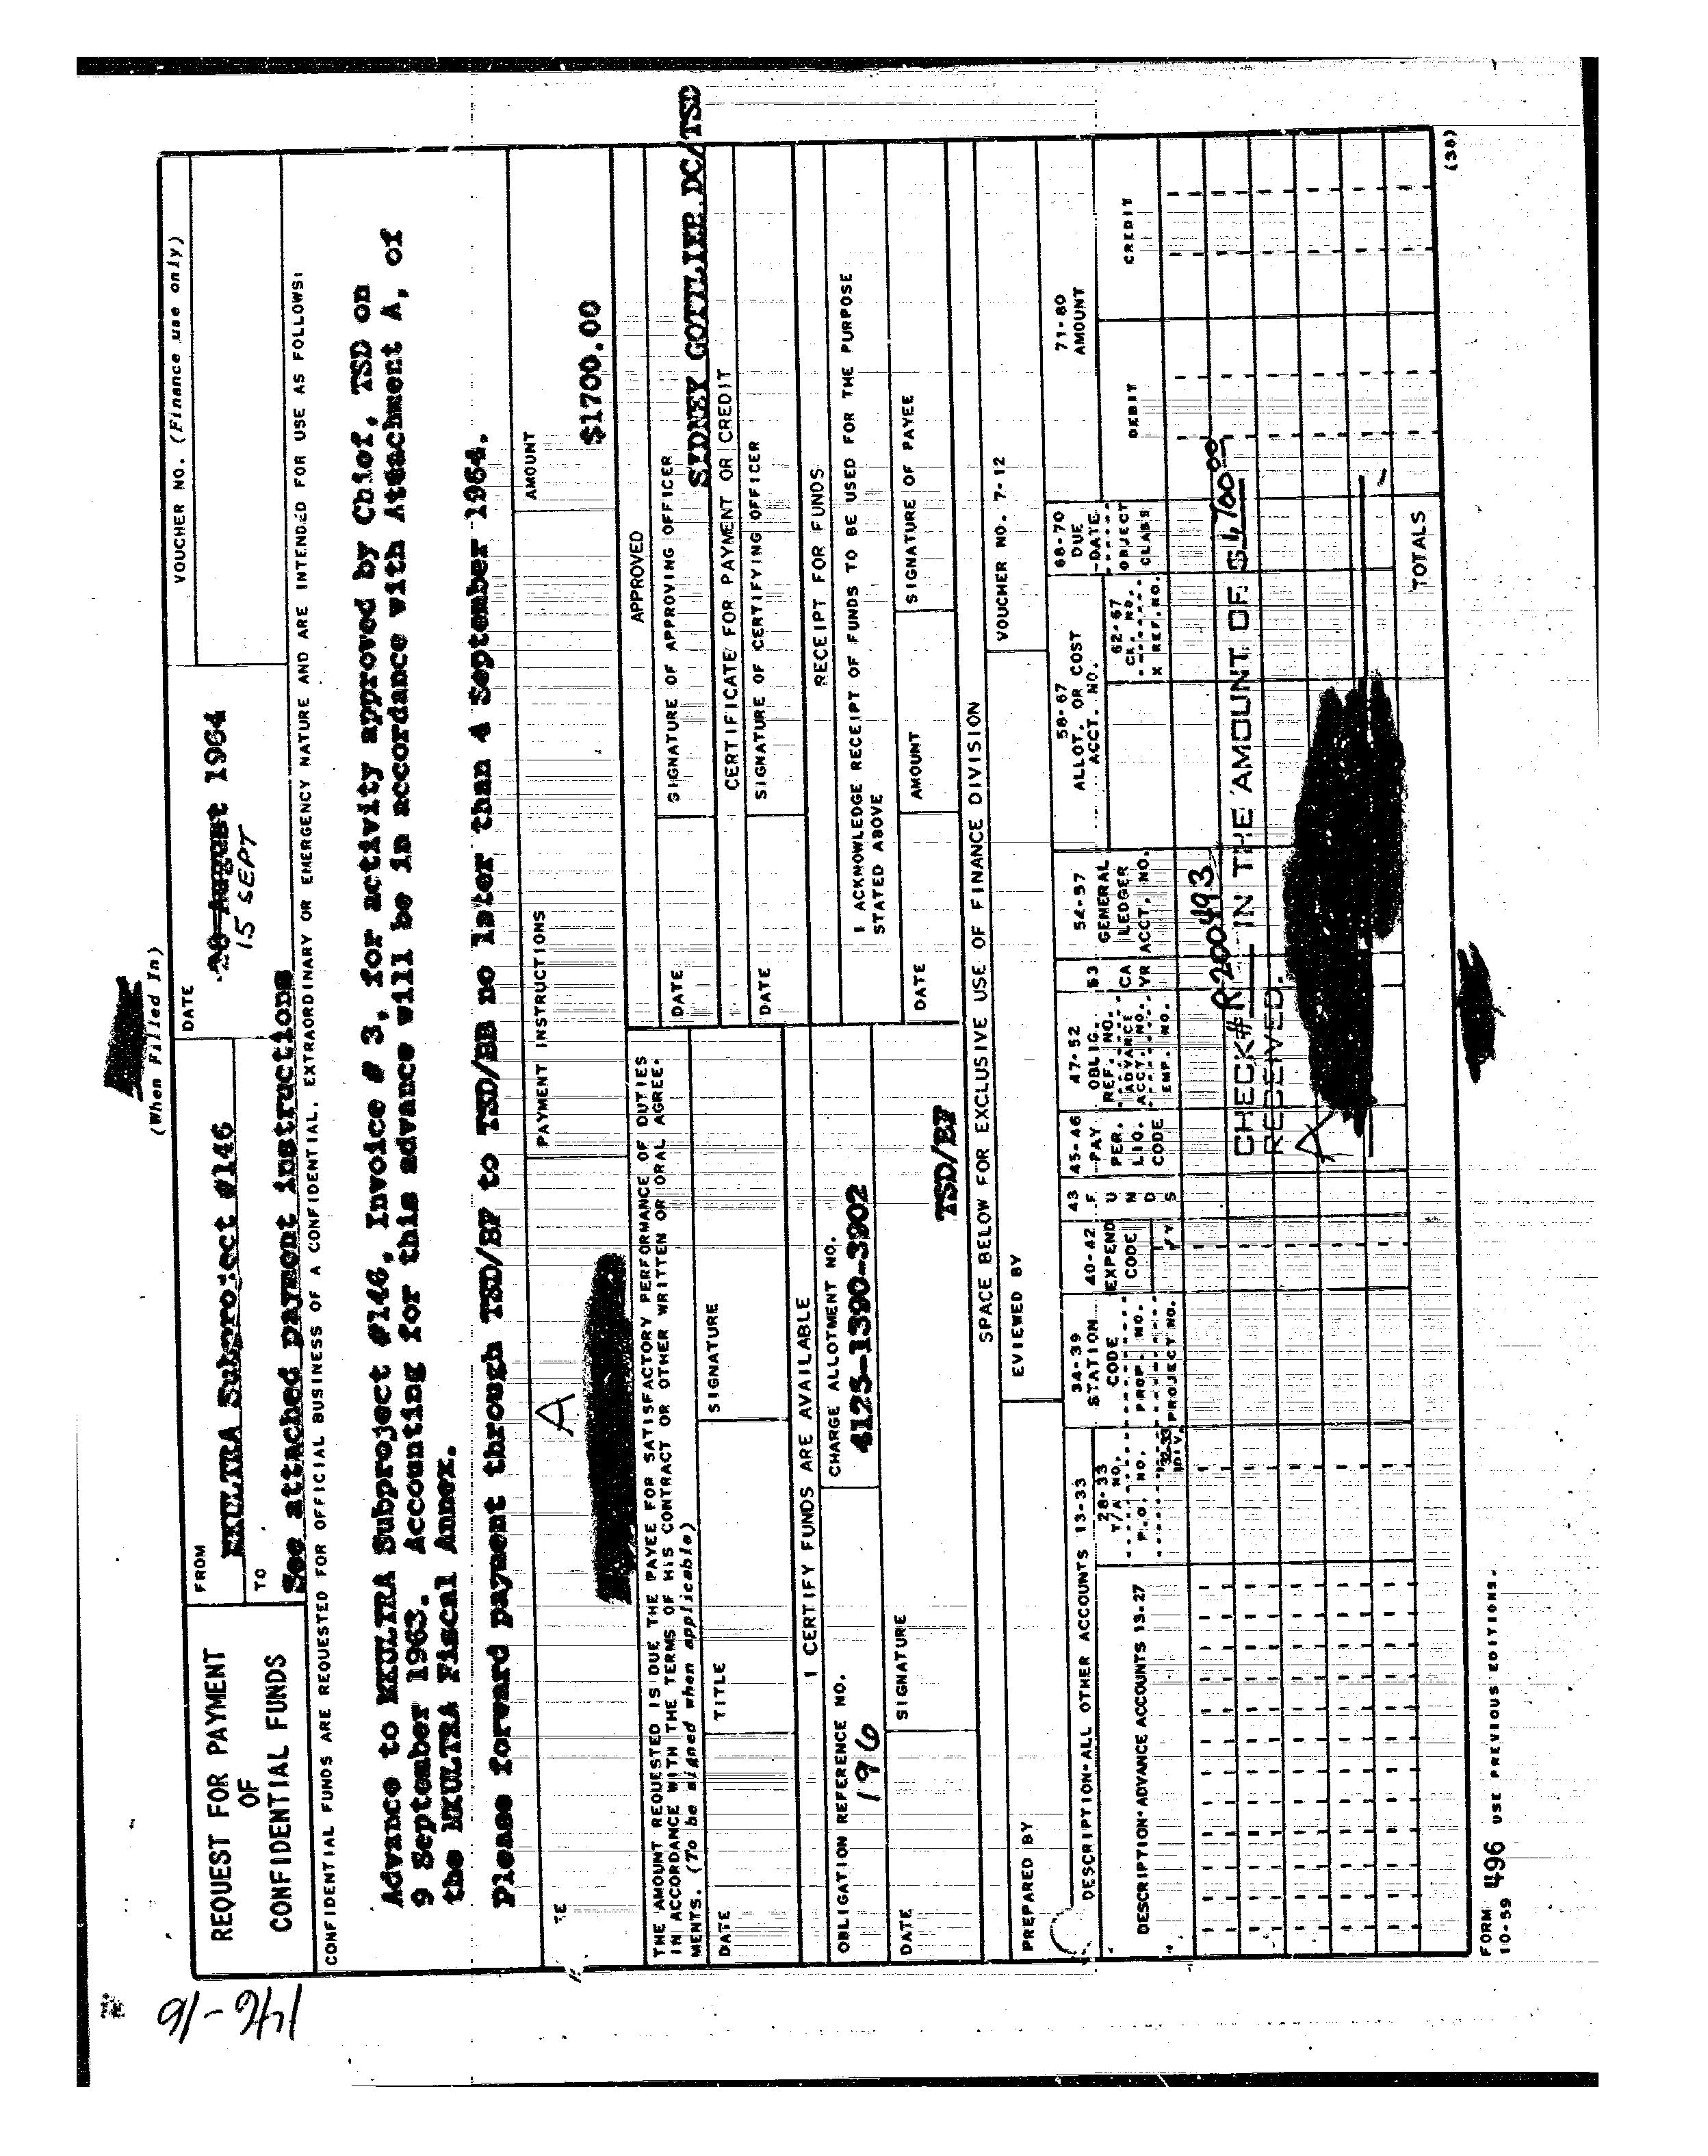 146-16
(When Filled In)
REQUEST FOR PAYMENT
OF
CONFIDENTIAL FUNDS
FROM
MKULTRA Subproject #146
TO
See attached payment instructions
DATE
28 August 1964
15 SEPT
VOUCHER NO. (Finance use only)
CONFIDENTIAL FUNDS ARE REQUESTED FOR OFFICIAL BUSINESS OF A CONFIDENTIAL, EXTRAORDINARY OR EMERGENCY NATURE AND ARE INTENDED FOR USE AS FOLLOWS:
Advance to MKULTRA Subproject #146, Invoice # 3, for activity approved by Chief, TSD on
9 September 1963. Accounting for this advance will be in accordance with Attachment A, of
the MKULTRA Fiscal Annex.
Please forward payment through TSD/BF to TSD/BB no later than 4 September 1964.
TE
A
PAYMENT INSTRUCTIONS
AMOUNT
$1700.00
THE AMOUNT REQUESTED IS DUE THE PAYEE FOR SATISFACTORY PERFORMANCE OF DUTIES
IN ACCORDANCE WITH THE TERMS OF HIS CONTRACT OR OTHER WRITTEN OR ORAL AGREE-
MENTS. (To be signed when applicable)
DATE
TITLE
SIGNATURE
APPROVED
DATE
SIGNATURE OF APPROVING OFFICER
SIDNEY GOTTLIEB, DC/TSD
CERTIFICATE FOR PAYMENT OR CREDIT
DATE
SIGNATURE OF CERTIFYING OFFICER
I CERTIFY FUNDS ARE AVAILABLE
OBLIGATION REFERENCE NO.
196
CHARGE ALLOTMENT NO.
4125-1390-3902
DATE
SIGNATURE
TSD/BF
RECEIPT FOR FUNDS
I ACKNOWLEDGE RECEIPT OF FUNDS TO BE USED FOR THE PURPOSE
STATED ABOVE
DATE
AMOUNT
SIGNATURE OF PAYEE
SPACE BELOW FOR EXCLUSIVE USE OF FINANCE DIVISION
PREPARED BY
EVIEWED BY
VOUCHER NO. 7-12
DESCRIPTION-ALL OTHER ACCOUNTS 13-33
DESCRIPTION-ADVANCE ACCOUNTS 13-27
28-33
T/A NO.
P.O. NO.
32-33
DIV.
34-39
STATION
CODE
PROP. NO.
PROJECT NO.
40-42
EXPEND
CODE
F Y
43
F
U
N
D
S
45-46
PAY
PER.
LIQ.
CODE
47-52
OBLIG.
REF. NO.
ADVANCE
ACCT. NO.
EMP. NO.
53
CA
YR
54-57
GENERAL
LEDGER
ACCT. NO.
58-67
ALLOT. OR COST
ACCT. NO.
62-67
CK. NO.
X REF. NO.
68-70
DUE
DATE
OBJECT
CLASS
71-80
AMOUNT
DEBIT
CREDIT
CHECK# R-200493 IN THE AMOUNT OF $1,700.00
RECEIVED.
TOTALS
FORM 496 USE PREVIOUS EDITIONS.
10-59
(38)